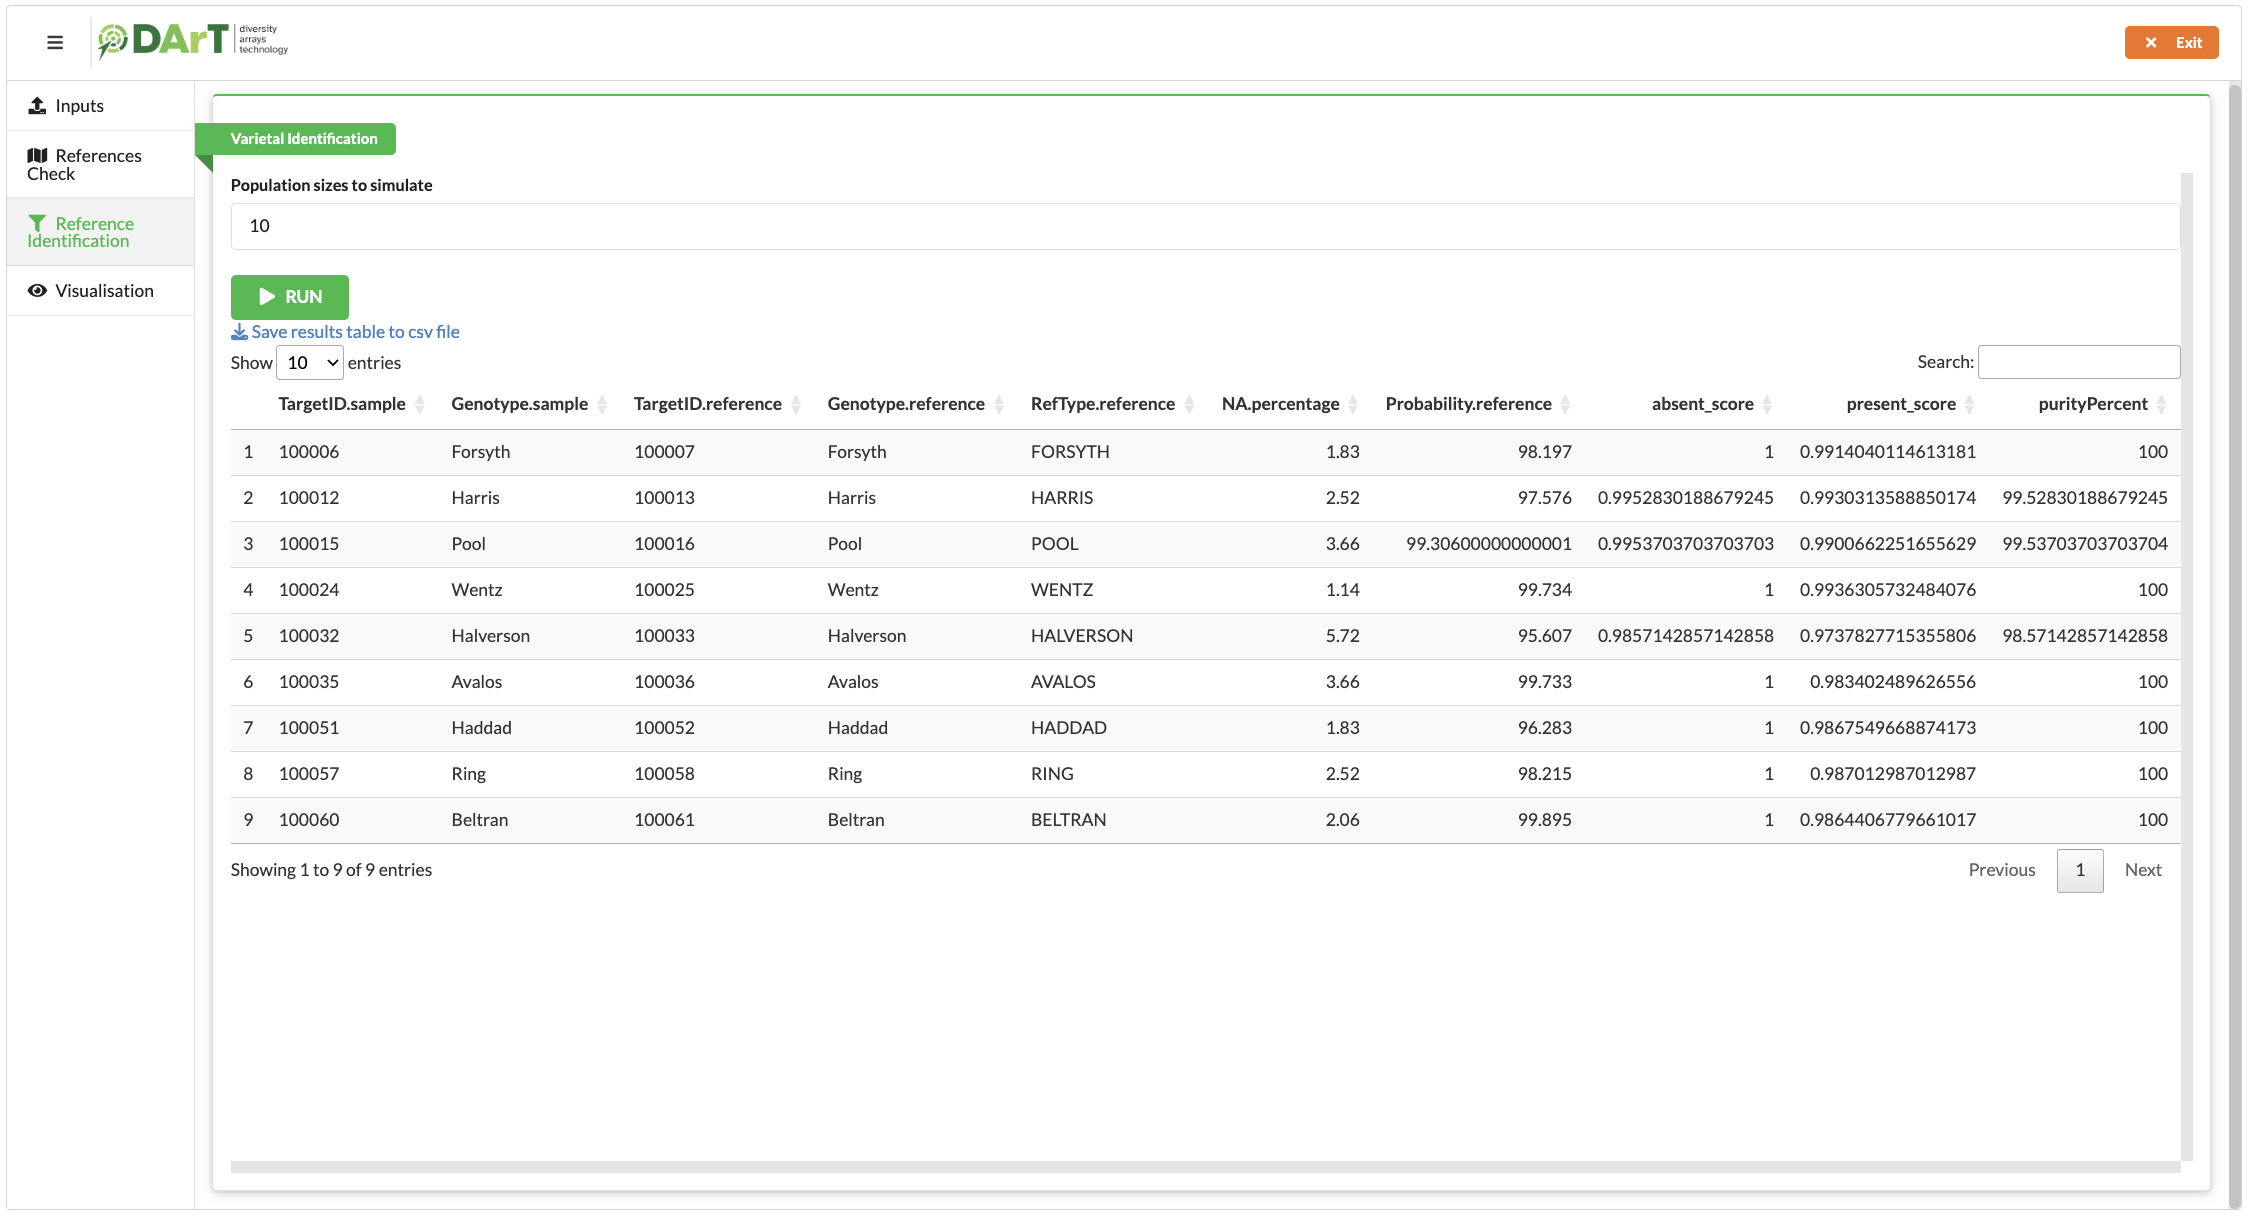 DArT diversity arrays technology
Exit
Inputs
References
Check
Reference
Identification
Visualisation
Varietal Identification
Population sizes to simulate
10
RUN
Save results table to csv file
Show 10 entries
Search:
TargetID.sample Genotype.sample TargetID.reference Genotype.reference RefType.reference NA.percentage Probability.reference absent_score present_score purityPercent
1 100006 Forsyth 100007 Forsyth FORSYTH 1.83 98.197 1 0.9914040114613181 100
2 100012 Harris 100013 Harris HARRIS 2.52 97.576 0.9952830188679245 0.9930313588850174 99.52830188679245
3 100015 Pool 100016 Pool POOL 3.66 99.30600000000001 0.9953703703703703 0.9900662251655629 99.53703703703704
4 100024 Wentz 100025 Wentz WENTZ 1.14 99.734 1 0.9936305732484076 100
5 100032 Halverson 100033 Halverson HALVERSON 5.72 95.607 0.9857142857142858 0.9737827715355806 98.57142857142858
6 100035 Avalos 100036 Avalos AVALOS 3.66 99.733 1 0.983402489626556 100
7 100051 Haddad 100052 Haddad HADDAD 1.83 96.283 1 0.9867549668874173 100
8 100057 Ring 100058 Ring RING 2.52 98.215 1 0.987012987012987 100
9 100060 Beltran 100061 Beltran BELTRAN 2.06 99.895 1 0.9864406779661017 100
Showing 1 to 9 of 9 entries
Previous 1 Next